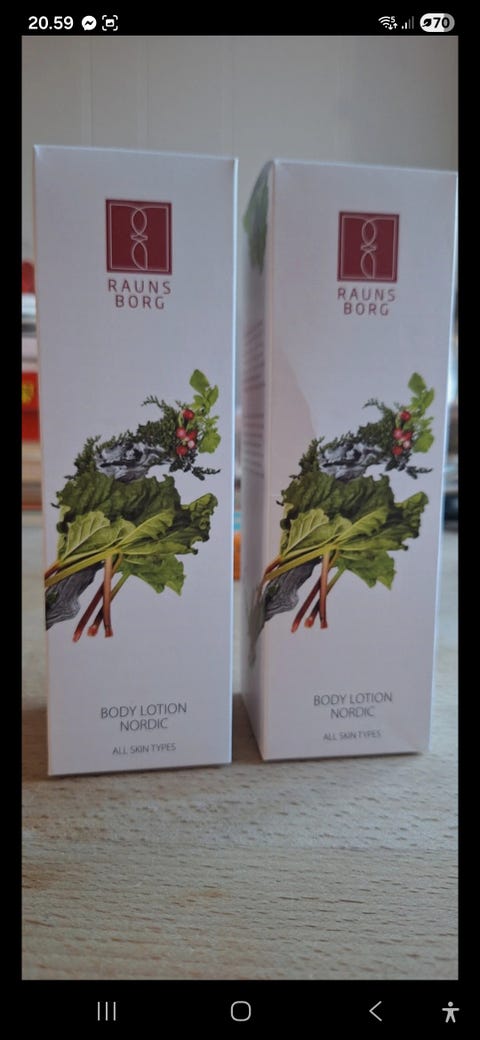 20.59
70
RAUNS
BORG
BODY LOTION
NORDIC
ALL SKIN TYPES
RAUNS
BORG
BODY LOTION
NORDIC
ALL SKIN TYPES